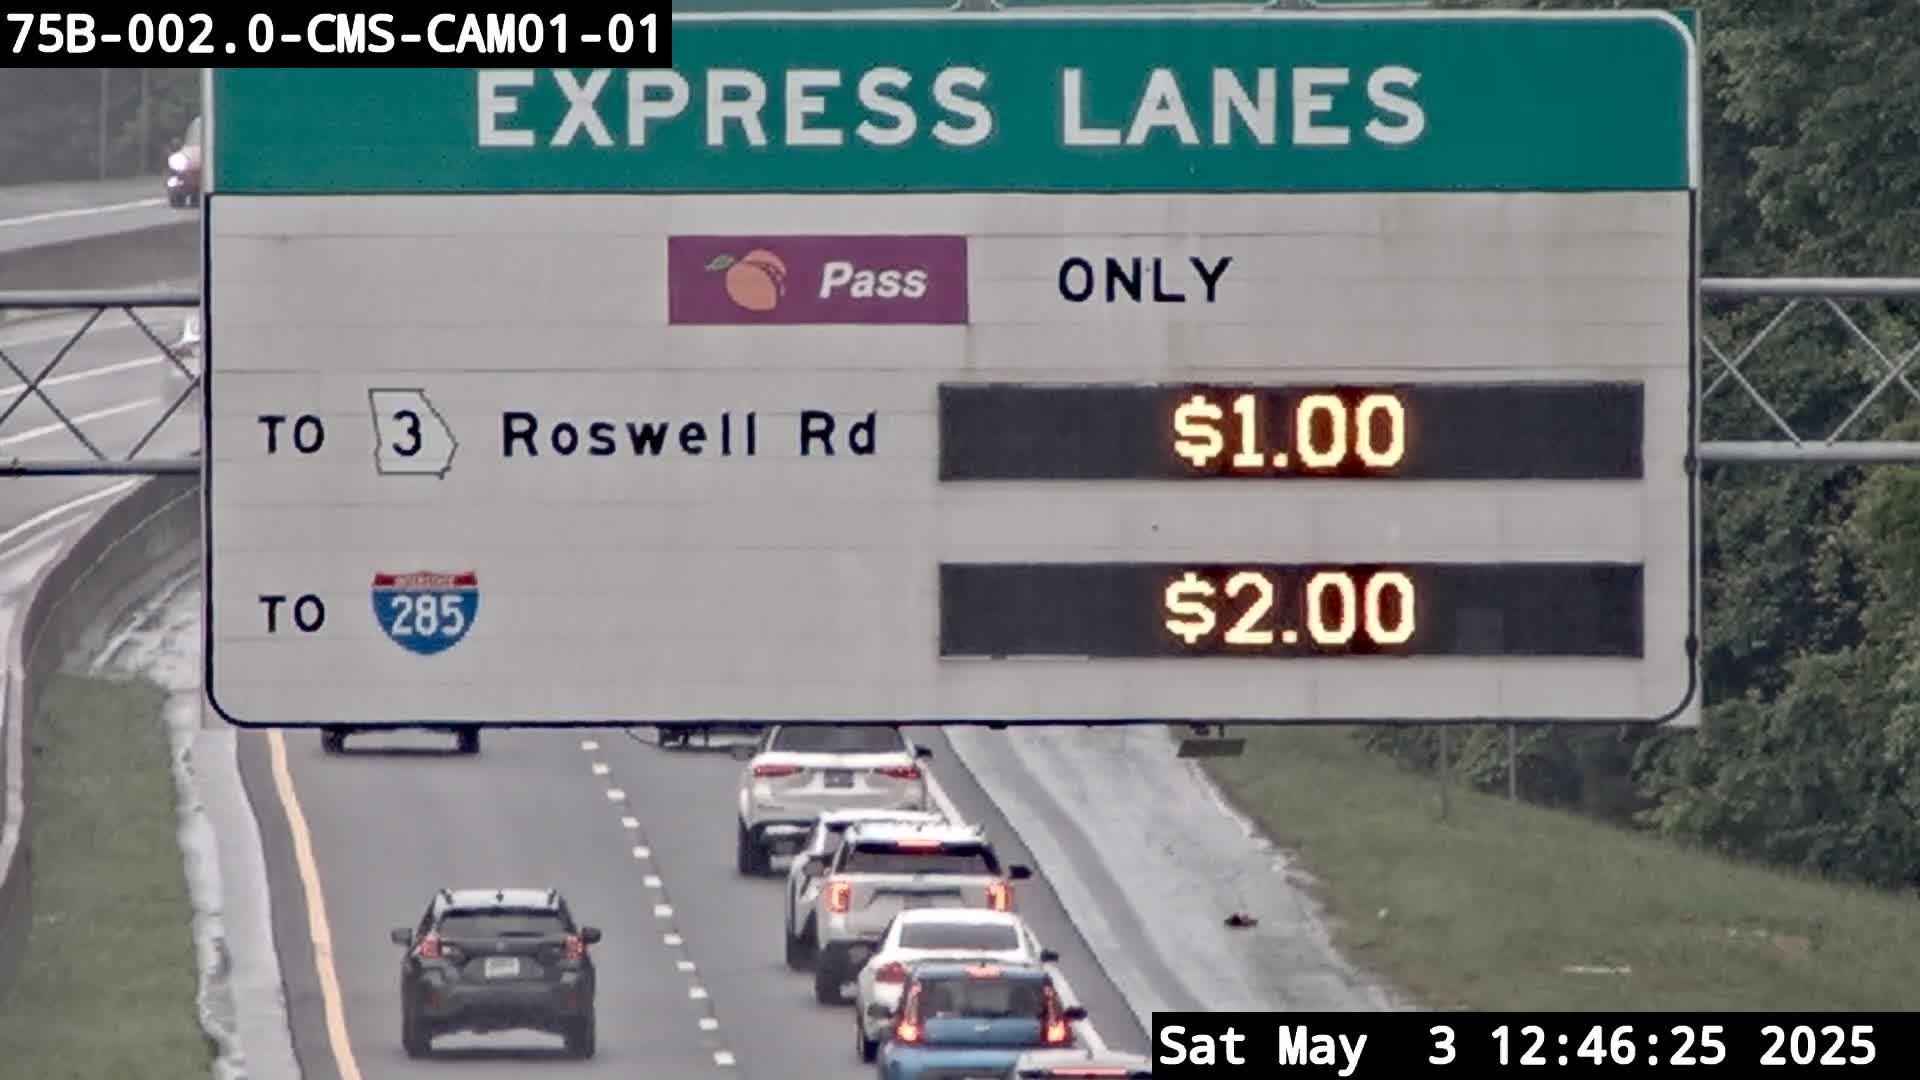 75B-002.0-CMS-CAM01-01
EXPRESS LANES
Pass ONLY
TO 3 Roswell Rd $1.00
TO INTERSTATE 285 $2.00
Sat May 3 12:46:25 2025